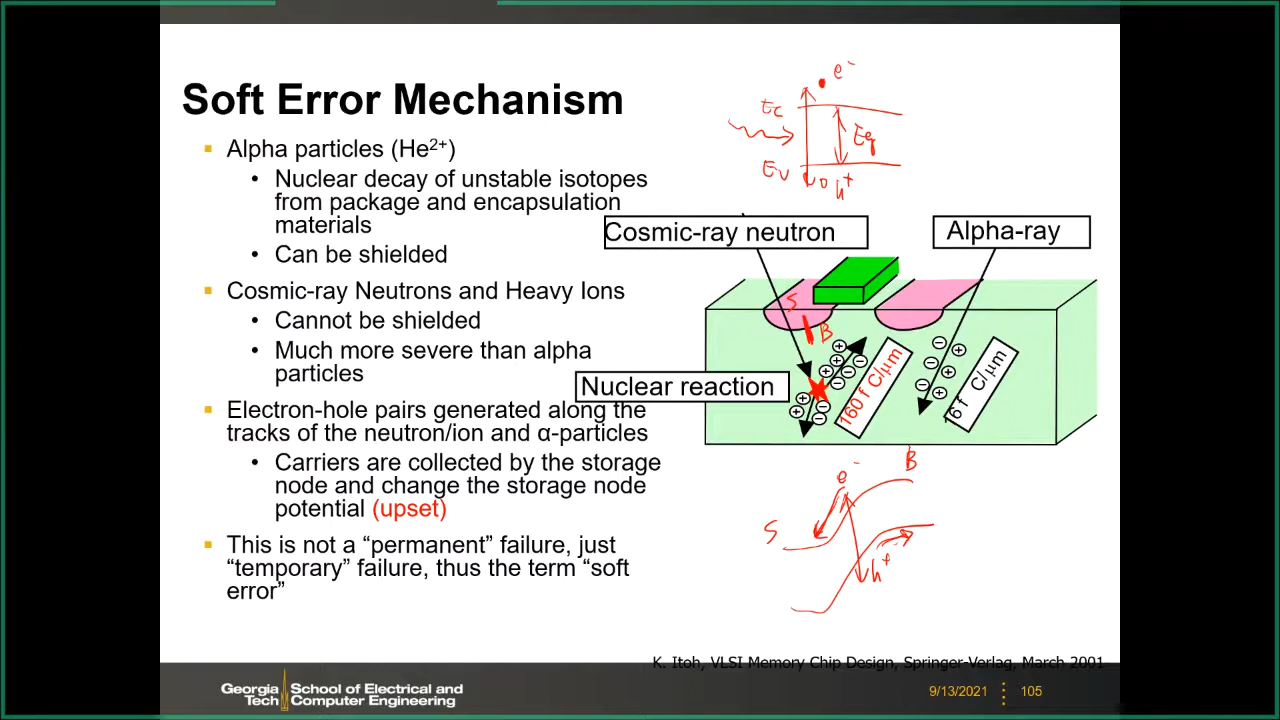 Soft Error Mechanism
▪ Alpha particles (He2+)
• Nuclear decay of unstable isotopes
from package and encapsulation
materials
• Can be shielded
▪ Cosmic-ray Neutrons and Heavy Ions
• Cannot be shielded
• Much more severe than alpha
particles
▪ Electron-hole pairs generated along the
tracks of the neutron/ion and α-particles
• Carriers are collected by the storage
node and change the storage node
potential (upset)
▪ This is not a “permanent” failure, just
“temporary” failure, thus the term “soft
error”
e-
Ec
Eg
Ev
h+
Cosmic-ray neutron
Alpha-ray
S
B
Nuclear reaction
160 f C/μm
16 f C/μm
B
e-
S
h+
K. Itoh, VLSI Memory Chip Design, Springer-Verlag, March 2001
Georgia Tech
School of Electrical and
Computer Engineering
9/13/2021
105